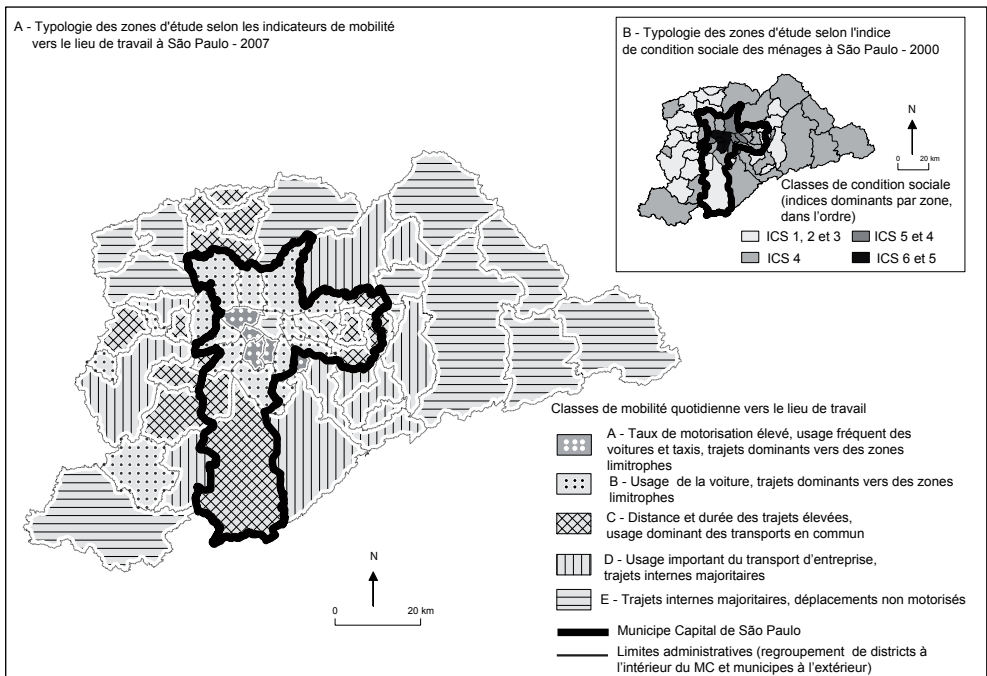 A - Typologie des zones d'étude selon les indicateurs de mobilité
vers le lieu de travail à São Paulo - 2007
B - Typologie des zones d'étude selon l'indice
de condition sociale des ménages à São Paulo - 2000
N
0 20 km
Classes de condition sociale
(indices dominants par zone,
dans l'ordre)
ICS 1, 2 et 3 ICS 5 et 4
ICS 4 ICS 6 et 5
Classes de mobilité quotidienne vers le lieu de travail
A - Taux de motorisation élevé, usage fréquent des
voitures et taxis, trajets dominants vers des zones
limitrophes
B - Usage de la voiture, trajets dominants vers des zones
limitrophes
C - Distance et durée des trajets élevées,
usage dominant des transports en commun
D - Usage important du transport d'entreprise,
trajets internes majoritaires
E - Trajets internes majoritaires, déplacements non motorisés
Municipe Capital de São Paulo
Limites administratives (regroupement de districts à
l'intérieur du MC et municipes à l'extérieur)
N
0 20 km